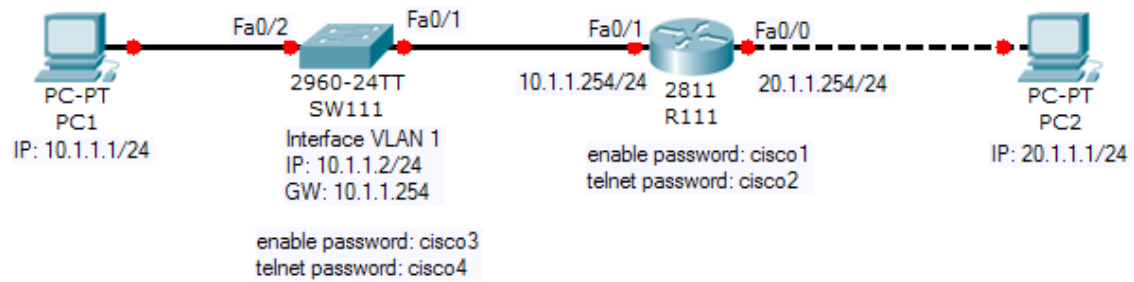 Fa0/2
Fa0/1
Fa0/1
Fa0/0
PC-PT
PC1
IP: 10.1.1.1/24
2960-24TT
SW111
Interface VLAN 1
IP: 10.1.1.2/24
GW: 10.1.1.254
enable password: cisco3
telnet password: cisco4
10.1.1.254/24
2811
R111
20.1.1.254/24
enable password: cisco1
telnet password: cisco2
PC-PT
PC2
IP: 20.1.1.1/24